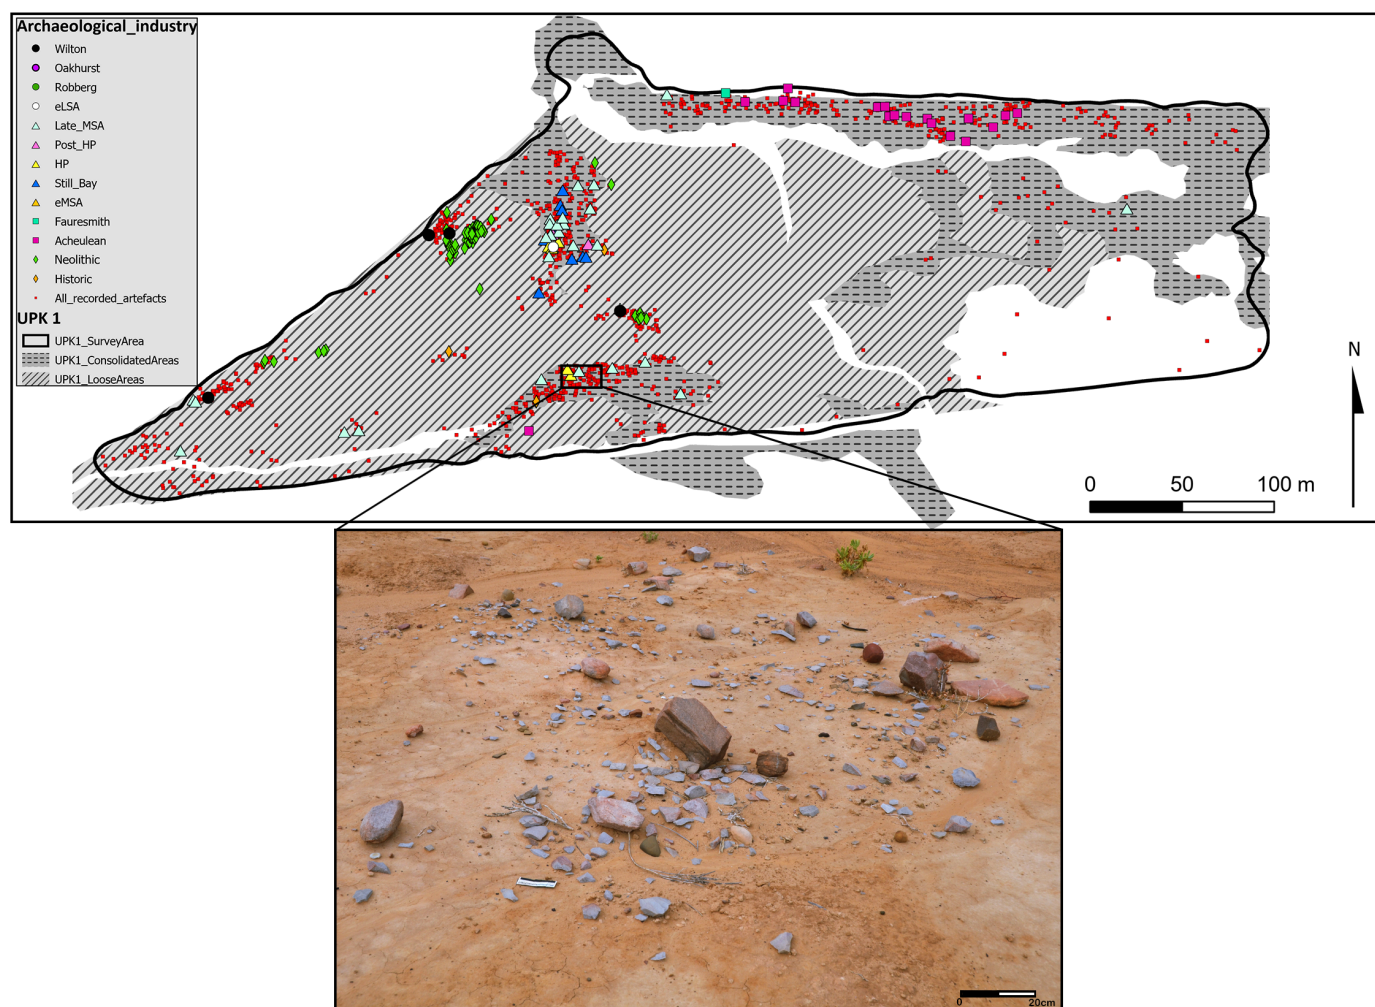 Archaeological_industry
Wilton
Oakhurst
Robberg
eLSA
Late_MSA
Post_HP
HP
Still_Bay
eMSA
Fauresmith
Acheulean
Neolithic
Historic
All_recorded_artefacts
UPK 1
UPK1_SurveyArea
UPK1_ConsolidatedAreas
UPK1_LooseAreas
N
0 50 100 m
0 20cm